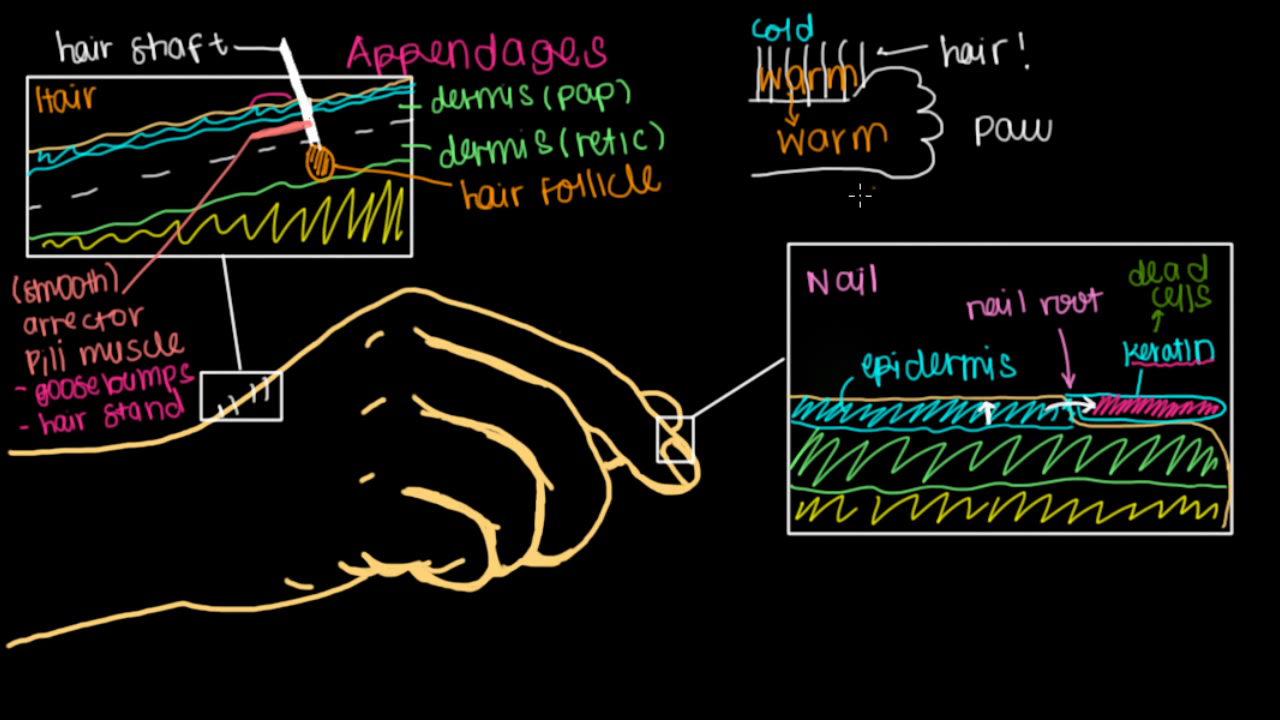 hair shaft
Appendages
Hair
dermis (pap)
dermis (retic)
hair follicle
(smooth)
arrector
pili muscle
- goosebumps
- hair stand
cold
warm
hair!
warm
paw
Nail
nail root
dead
cells
epidermis
keratin